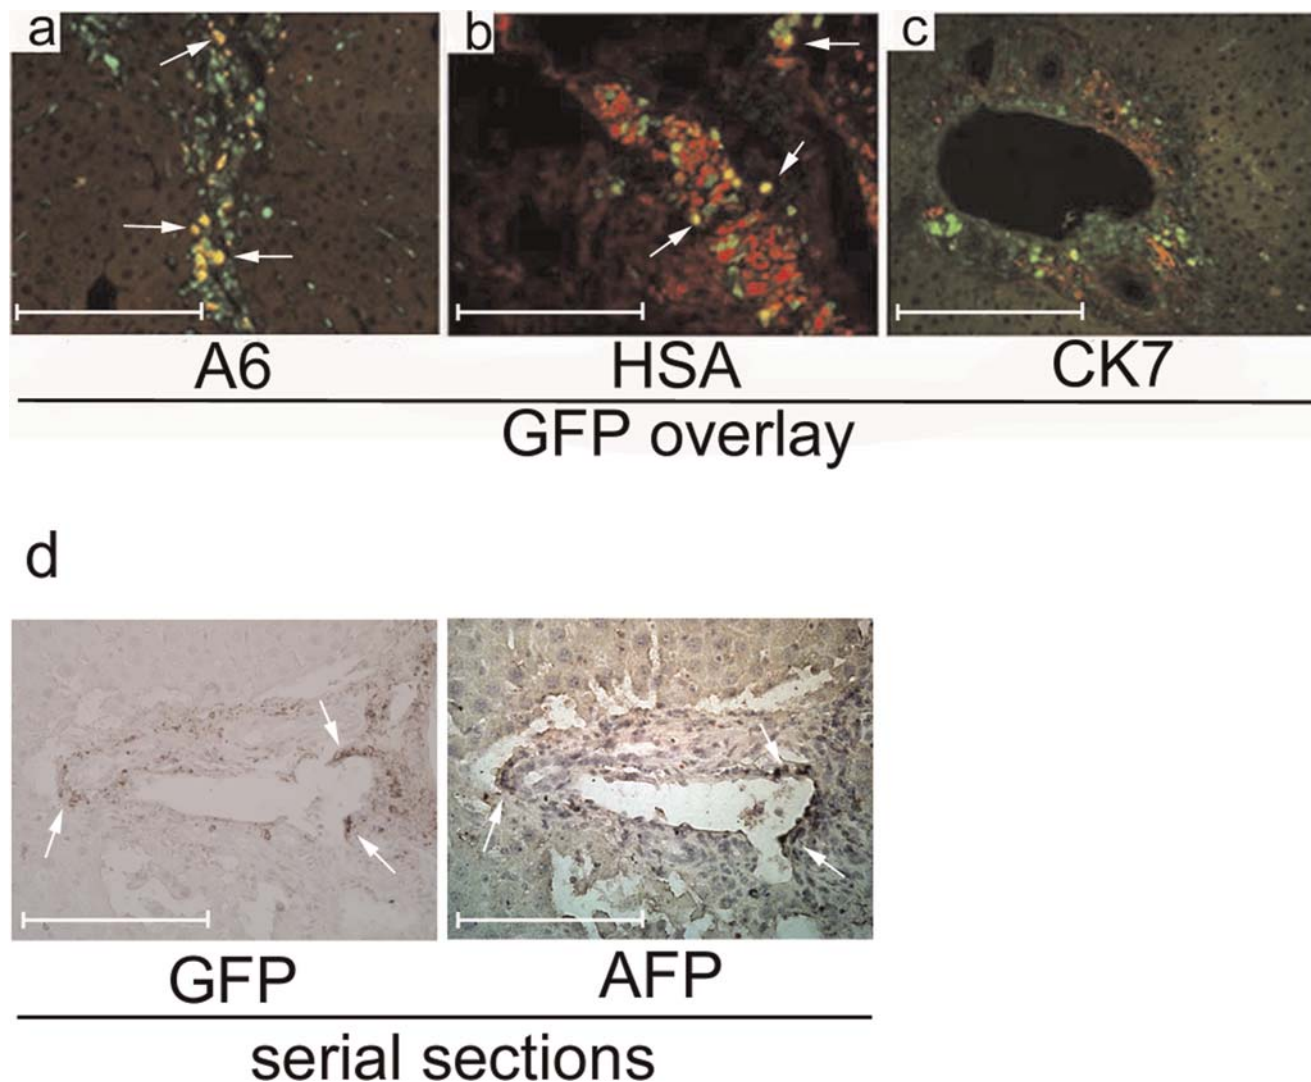 a b c
A6 HSA CK7
GFP overlay
d
GFP AFP
serial sections